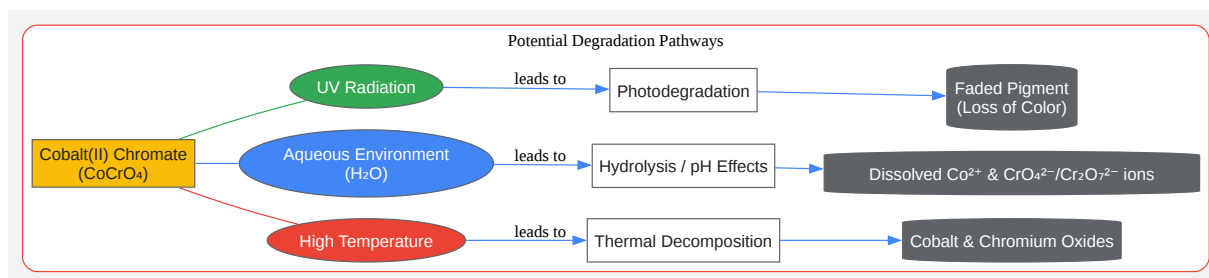 Potential Degradation Pathways
UV Radiation
leads to
Photodegradation
Faded Pigment
(Loss of Color)
Cobalt(II) Chromate
(CoCrO₄)
Aqueous Environment
(H₂O)
leads to
Hydrolysis / pH Effects
Dissolved Co²⁺ & CrO₄²⁻/Cr₂O₇²⁻ ions
High Temperature
leads to
Thermal Decomposition
Cobalt & Chromium Oxides